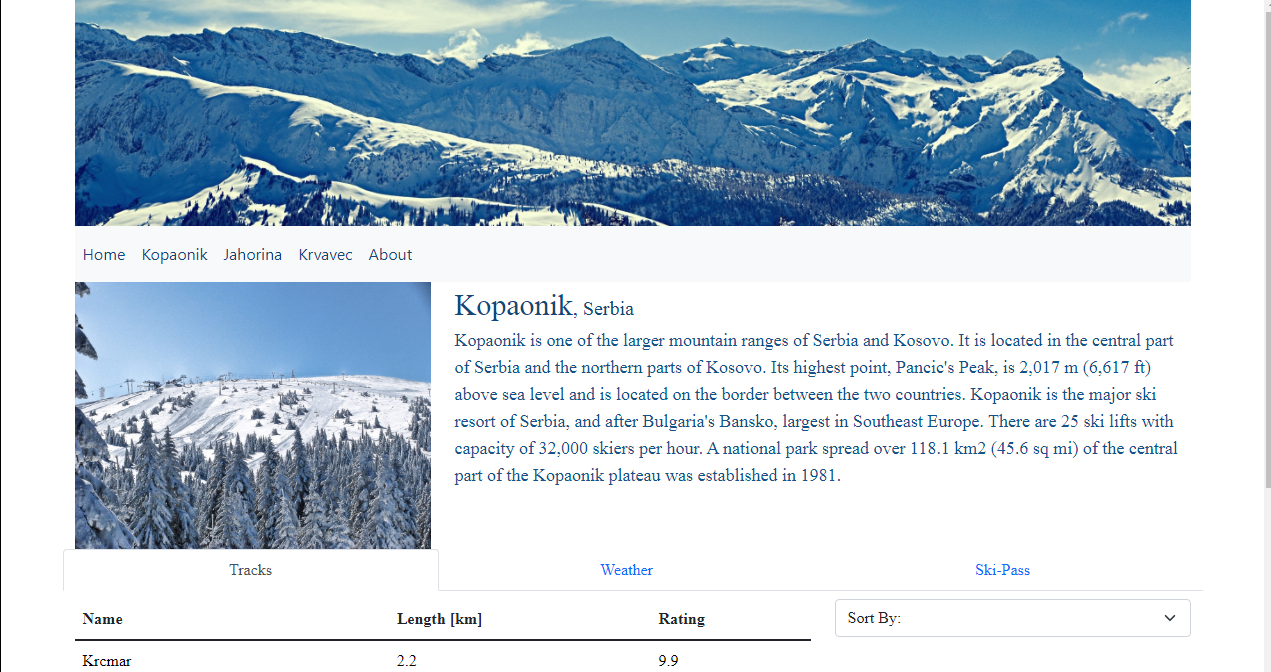 Home Kopaonik Jahorina Krvavec About
Kopaonik, Serbia
Kopaonik is one of the larger mountain ranges of Serbia and Kosovo. It is located in the central part
of Serbia and the northern parts of Kosovo. Its highest point, Pancic's Peak, is 2,017 m (6,617 ft)
above sea level and is located on the border between the two countries. Kopaonik is the major ski
resort of Serbia, and after Bulgaria's Bansko, largest in Southeast Europe. There are 25 ski lifts with
capacity of 32,000 skiers per hour. A national park spread over 118.1 km2 (45.6 sq mi) of the central
part of the Kopaonik plateau was established in 1981.
Tracks Weather Ski-Pass
Name Length [km] Rating Sort By:
Krcmar 2.2 9.9